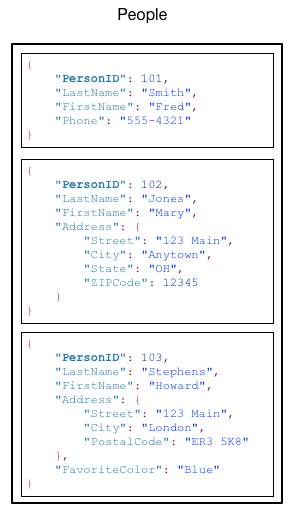 People
{
"PersonID": 101,
"LastName": "Smith",
"FirstName": "Fred",
"Phone": "555-4321"
}
{
"PersonID": 102,
"LastName": "Jones",
"FirstName": "Mary",
"Address": {
"Street": "123 Main",
"City": "Anytown",
"State": "OH",
"ZIPCode": 12345
}
}
{
"PersonID": 103,
"LastName": "Stephens",
"FirstName": "Howard",
"Address": {
"Street": "123 Main",
"City": "London",
"PostalCode": "ER3 5K8"
},
"FavoriteColor": "Blue"
}